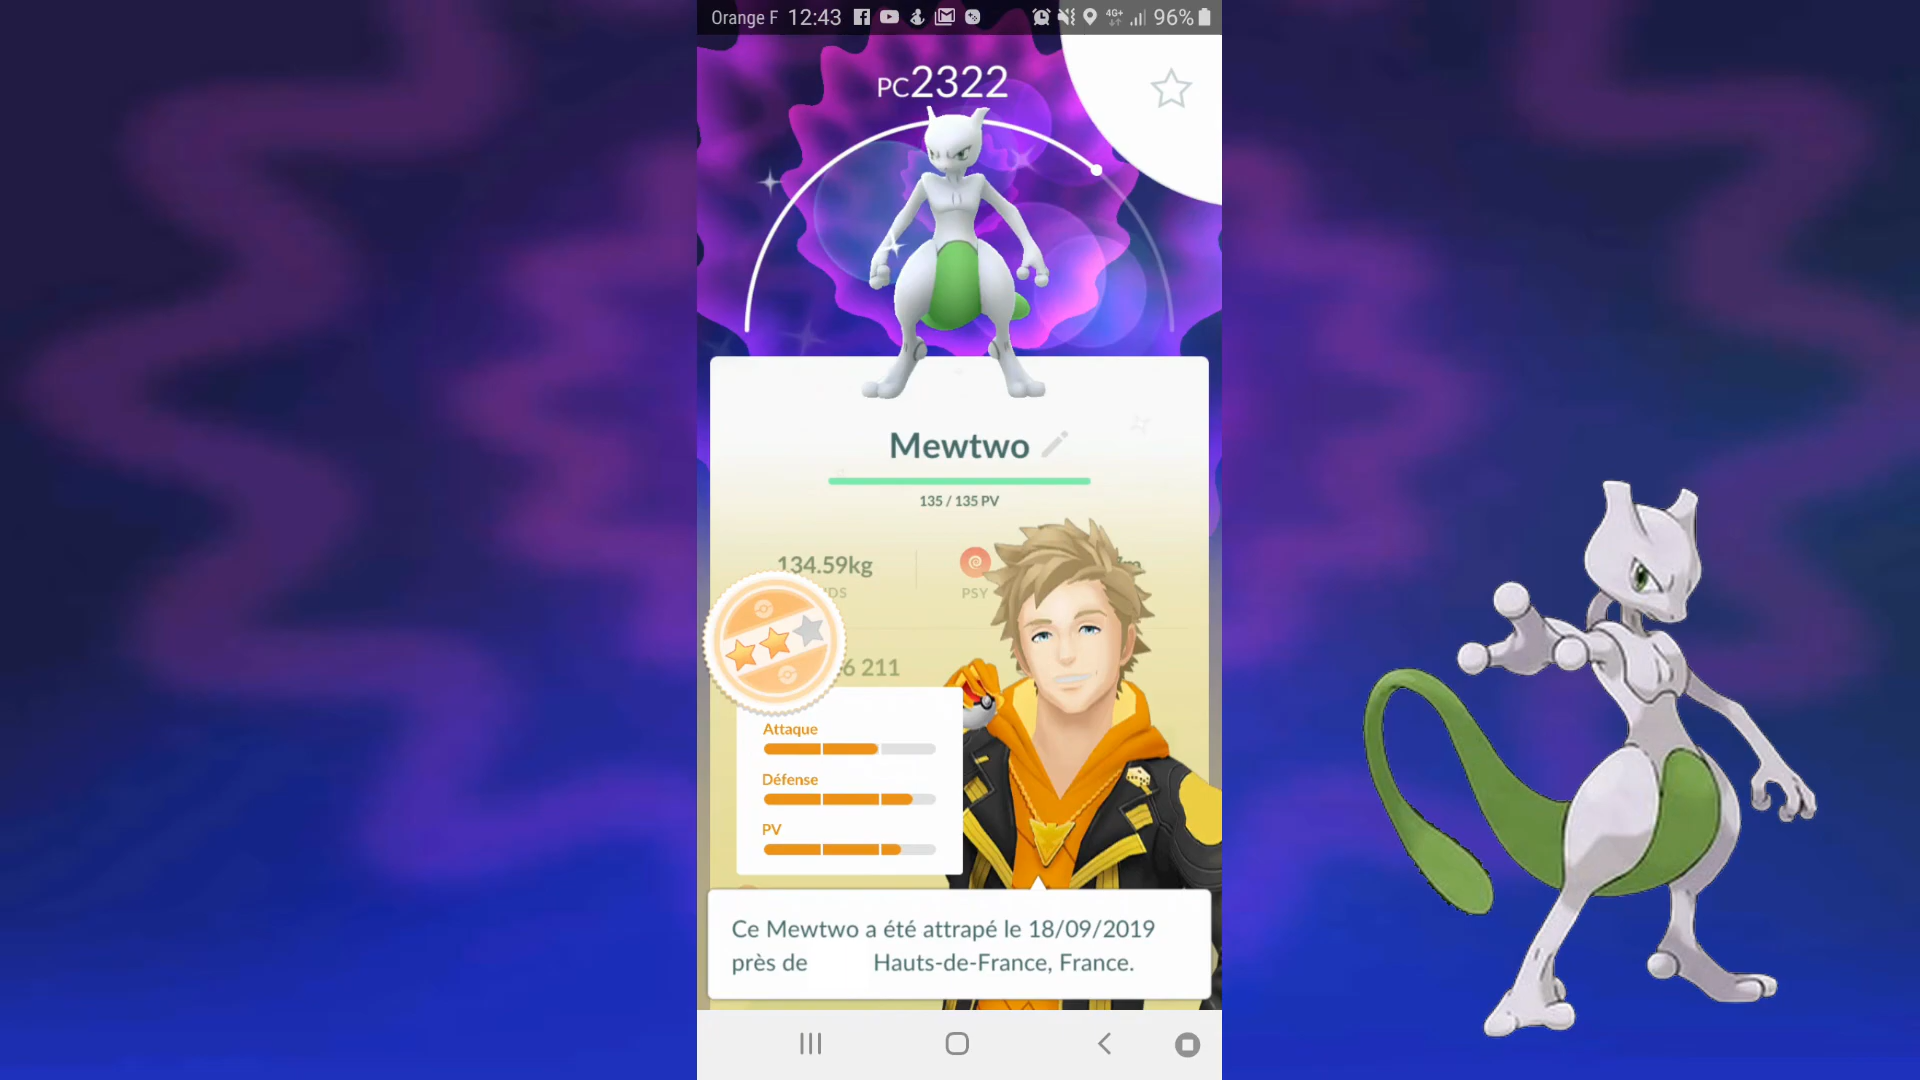 Orange F 12:43 4G+ 96%
PC2322
Mewtwo
135 / 135 PV
134.59kg
PSY
6 211
Attaque
Défense
PV
Ce Mewtwo a été attrapé le 18/09/2019
près de Hauts-de-France, France.